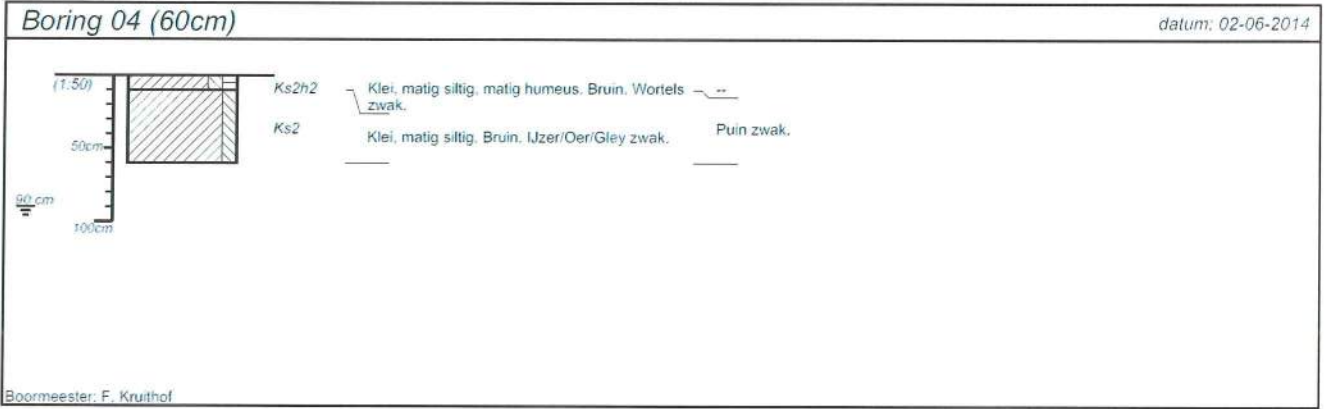 Boring 04 (60cm)
datum: 02-06-2014
(1:50)
Ks2h2
Klei, matig siltig, matig humeus. Bruin. Wortels
zwak.
--
Ks2
Klei, matig siltig. Bruin. IJzer/Oer/Gley zwak.
Puin zwak.
50cm
90 cm
100cm
Boormeester: F. Kruithof